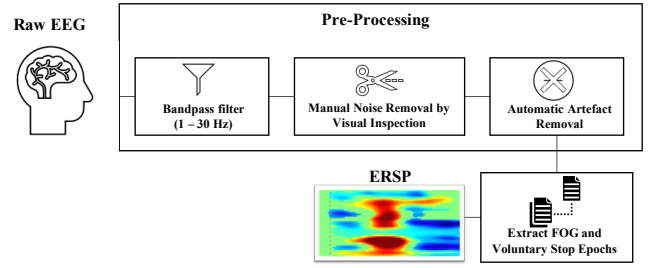 Raw EEG
Pre-Processing
Bandpass filter
(1 – 30 Hz)
Manual Noise Removal by
Visual Inspection
Automatic Artefact
Removal
ERSP
Extract FOG and
Voluntary Stop Epochs